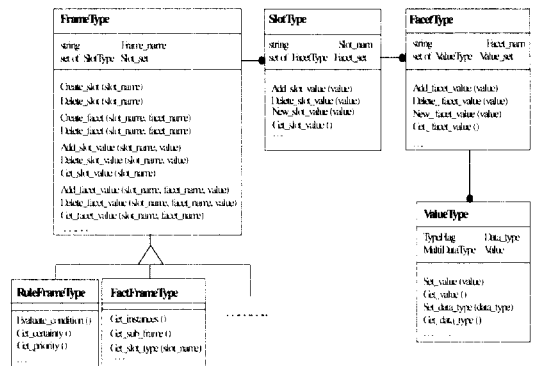 FrameType
string Frame_name
set of SlotType Slot_set
Create_slot (slot_name)
Delete_slot (slot_name)
Create_facet (slot_name, facet_name)
Delete_facet (slot_name, facet_name)
Add_slot_value (slot_name, value)
Delete_slot_value (slot_name, value)
Get_slot_value (slot_name)
Add_facet_value (slot_name, facet_name, value)
Delete_facet_value (slot_name, facet_name, value)
Get_facet_value (slot_name, facet_name)
......
SlotType
string Slot_nam
set of FacetType Facet_set
Add_slot_value (value)
Delete_slot_value (value)
New_slot_value (value)
Get_slot_value ()
...
FacetType
string Facet_nam
set of ValueType Value_set
Add_facet_value (value)
Delete_facet_value (value)
New_facet_value (value)
Get_facet_value ()
...
ValueType
TypeFlag Data_type
MultiDataType Value
Set_value (value)
Get_value ()
Set_data_type (data_type)
Get_data_type ()
......
RuleFrameType
Evaluate_condition ()
Get_certainty ()
Get_priority ()
...
FactFrameType
Get_instances ()
Get_sub_frame ()
Get_slot_type (slot_name)
...
........